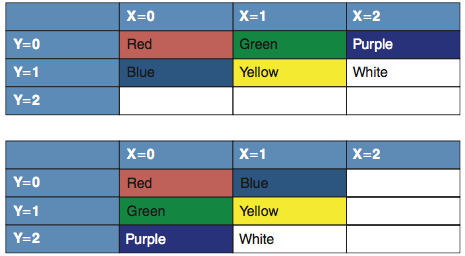 X=0 X=1 X=2
Y=0 Red Green Purple
Y=1 Blue Yellow White
Y=2
X=0 X=1 X=2
Y=0 Red Blue
Y=1 Green Yellow
Y=2 Purple White